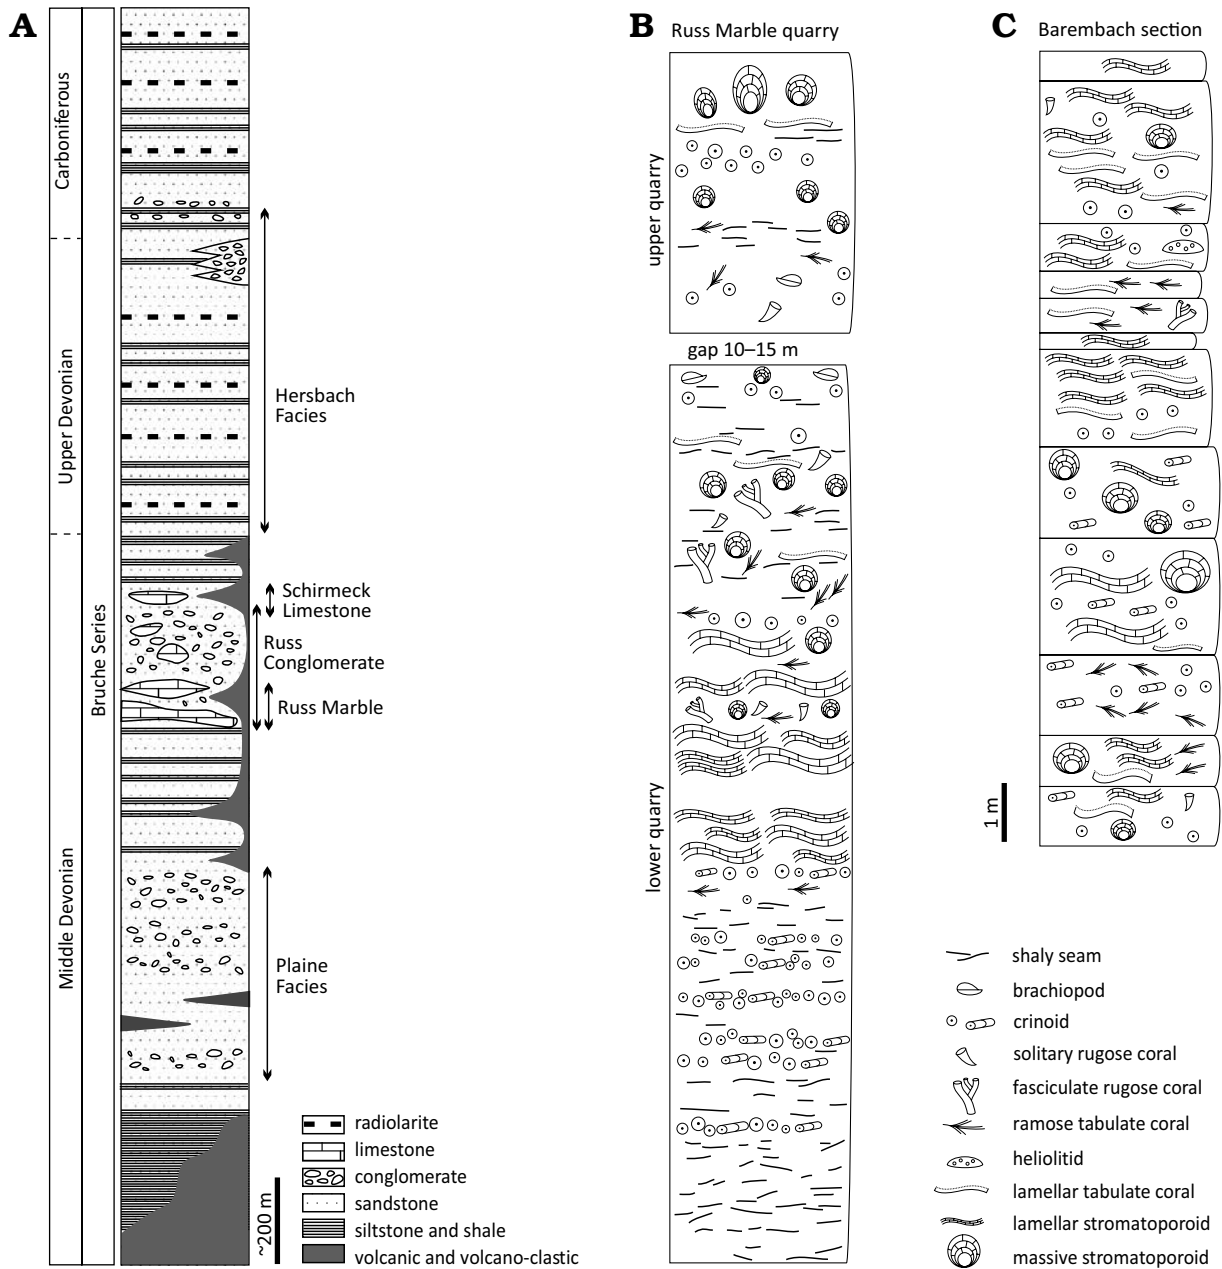 A
Carboniferous
Upper Devonian
Middle Devonian
Bruche Series
Hersbach
Facies
Schirmeck
Limestone
Russ
Conglomerate
Russ Marble
Plaine
Facies
radiolarite
limestone
conglomerate
sandstone
siltstone and shale
volcanic and volcano-clastic
~200 m
B
Russ Marble quarry
upper quarry
gap 10–15 m
lower quarry
C
Barembach section
1 m
shaly seam
brachiopod
crinoid
solitary rugose coral
fasciculate rugose coral
ramose tabulate coral
heliolitid
lamellar tabulate coral
lamellar stromatoporoid
massive stromatoporoid